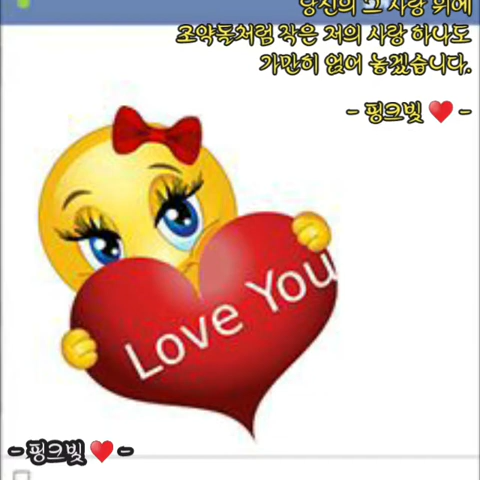 당신의 그 사랑 위에
조약돌처럼 작은 저의 사랑 하나도
가만히 얹어 놓겠습니다.
- 핑크빛 ♥ -
Love You
- 핑크빛 ♥ -